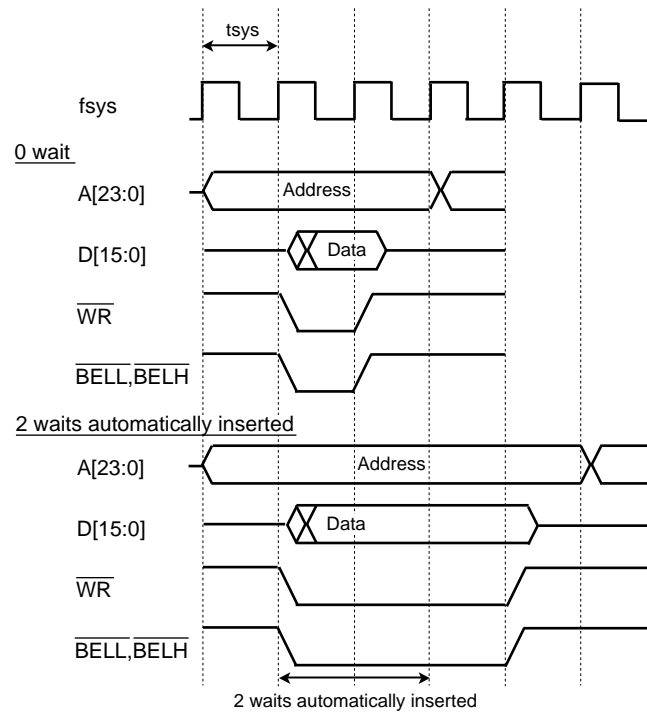 tsys
fsys
0 wait
A[23:0]
Address
D[15:0]
Data
WR
BELL,BELH
2 waits automatically inserted
A[23:0]
Address
D[15:0]
Data
WR
BELL,BELH
2 waits automatically inserted